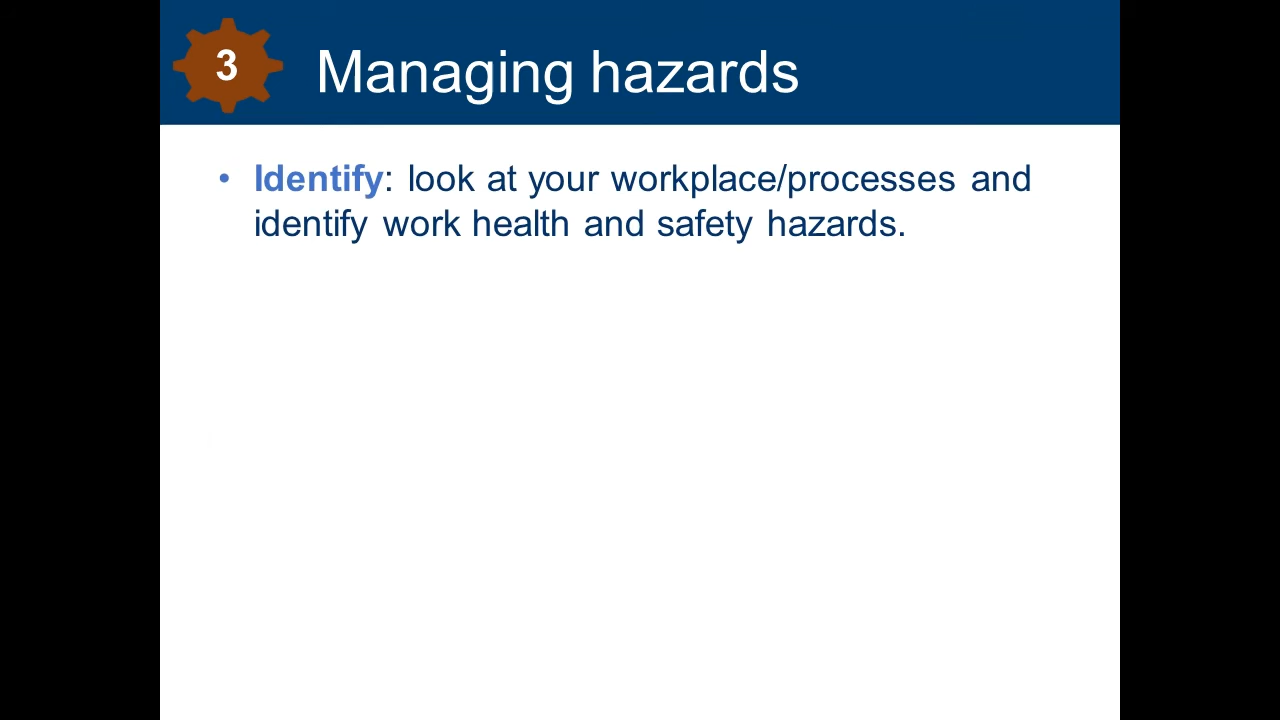 3
Managing hazards
• Identify: look at your workplace/processes and
identify work health and safety hazards.